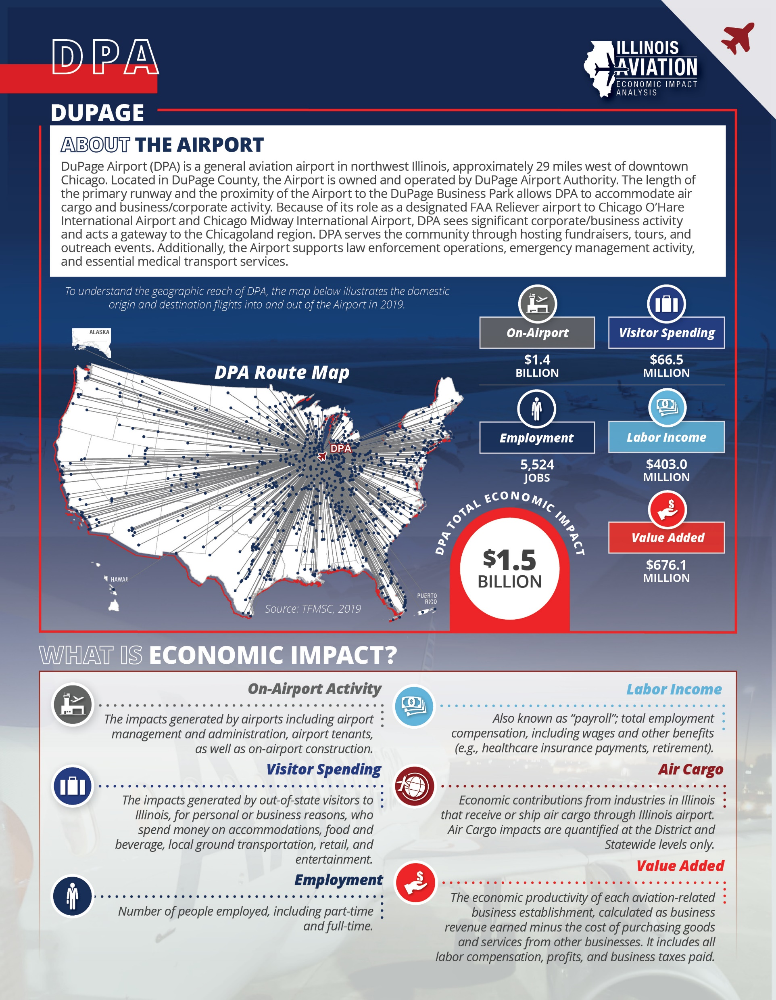 DPA
ILLINOIS
AVIATION
ECONOMIC IMPACT
ANALYSIS
DUPAGE
ABOUT THE AIRPORT
DuPage Airport (DPA) is a general aviation airport in northwest Illinois, approximately 29 miles west of downtown
Chicago. Located in DuPage County, the Airport is owned and operated by DuPage Airport Authority. The length of
the primary runway and the proximity of the Airport to the DuPage Business Park allows DPA to accommodate air
cargo and business/corporate activity. Because of its role as a designated FAA Reliever airport to Chicago O’Hare
International Airport and Chicago Midway International Airport, DPA sees significant corporate/business activity
and acts a gateway to the Chicagoland region. DPA serves the community through hosting fundraisers, tours, and
outreach events. Additionally, the Airport supports law enforcement operations, emergency management activity,
and essential medical transport services.
To understand the geographic reach of DPA, the map below illustrates the domestic
origin and destination flights into and out of the Airport in 2019.
ALASKA
DPA Route Map
DPA
HAWAII
PUERTO
RICO
Source: TFMSC, 2019
On-Airport
$1.4
BILLION
Visitor Spending
$66.5
MILLION
Employment
5,524
JOBS
Labor Income
$403.0
MILLION
DPA TOTAL ECONOMIC IMPACT
$1.5
BILLION
Value Added
$676.1
MILLION
WHAT IS ECONOMIC IMPACT?
On-Airport Activity
The impacts generated by airports including airport
management and administration, airport tenants,
as well as on-airport construction.
Visitor Spending
The impacts generated by out-of-state visitors to
Illinois, for personal or business reasons, who
spend money on accommodations, food and
beverage, local ground transportation, retail, and
entertainment.
Employment
Number of people employed, including part-time
and full-time.
Labor Income
Also known as “payroll”; total employment
compensation, including wages and other benefits
(e.g., healthcare insurance payments, retirement).
Air Cargo
Economic contributions from industries in Illinois
that receive or ship air cargo through Illinois airport.
Air Cargo impacts are quantified at the District and
Statewide levels only.
Value Added
The economic productivity of each aviation-related
business establishment, calculated as business
revenue earned minus the cost of purchasing goods
and services from other businesses. It includes all
labor compensation, profits, and business taxes paid.